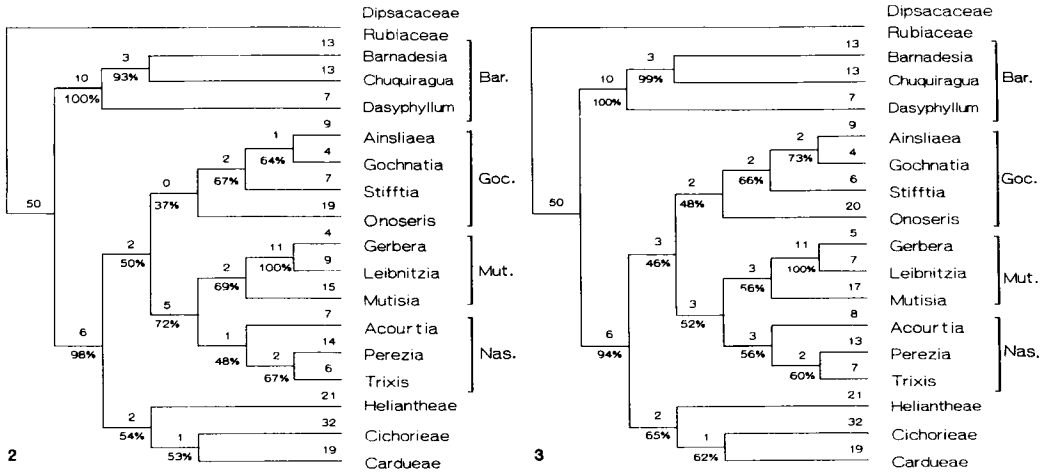 Dipsacaceae
Rubiaceae
13
Barnadesia
3
93%
13
Chuquiragua
10
100%
7
Dasyphyllum
Bar.
9
Ainsliaea
1
64%
4
Gochnatia
2
67%
7
Stifftia
Goc.
0
37%
19
Onoseris
50
4
Gerbera
11
100%
9
Leibnitzia
2
69%
15
Mutisia
Mut.
2
50%
5
72%
7
Acourtia
1
48%
14
Perezia
2
67%
6
Trixis
Nas.
6
98%
21
Heliantheae
2
54%
32
Cichorieae
1
53%
19
Cardueae
2
Dipsacaceae
Rubiaceae
13
Barnadesia
3
99%
13
Chuquiragua
10
100%
7
Dasyphyllum
Bar.
9
Ainsliaea
2
73%
4
Gochnatia
2
66%
6
Stifftia
Goc.
2
48%
20
Onoseris
50
5
Gerbera
11
100%
7
Leibnitzia
3
56%
17
Mutisia
Mut.
3
46%
3
52%
8
Acourtia
3
56%
13
Perezia
2
60%
7
Trixis
Nas.
6
94%
21
Heliantheae
2
65%
32
Cichorieae
1
62%
19
Cardueae
3